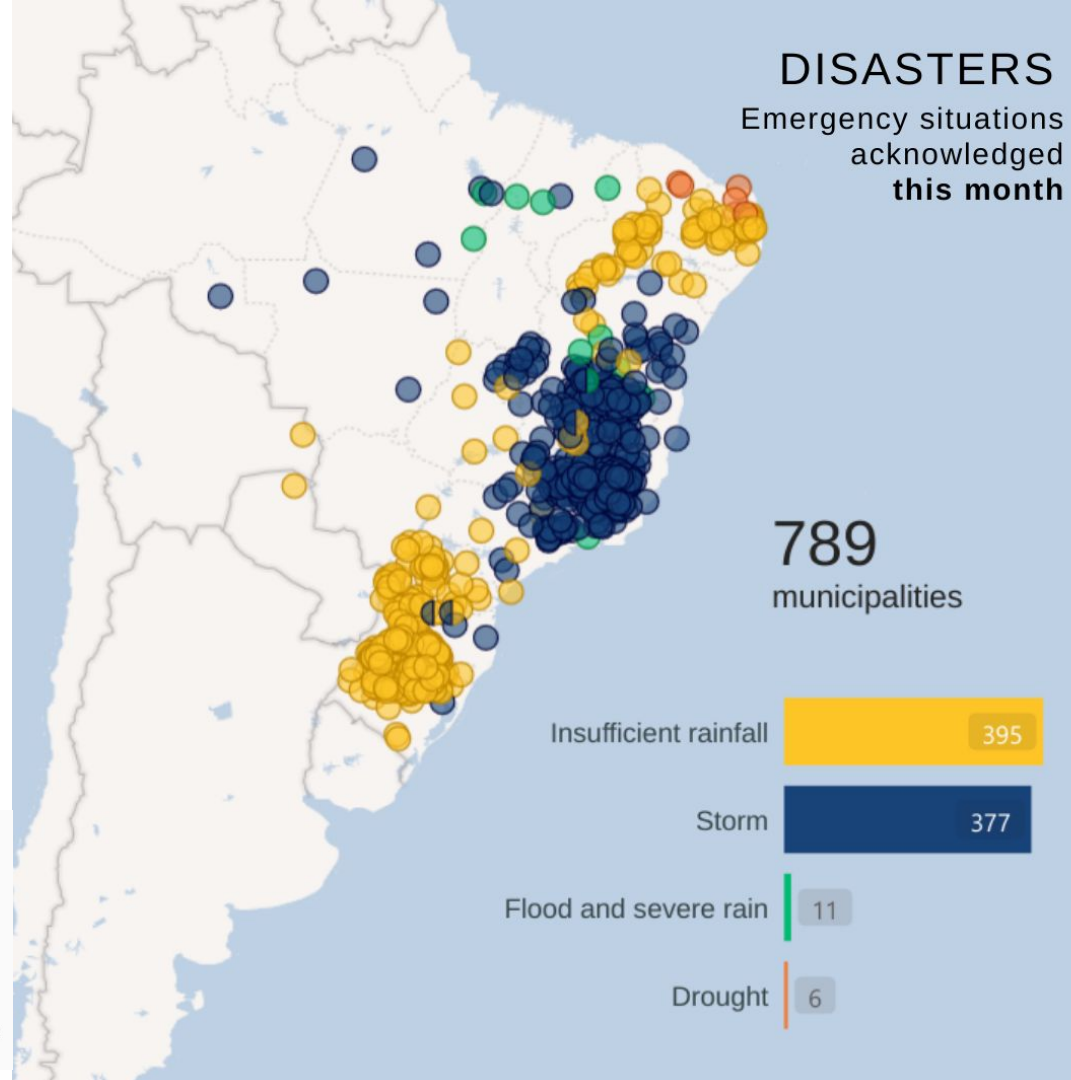 DISASTERS
Emergency situations
acknowledged
this month
789
municipalities
Insufficient rainfall 395
Storm 377
Flood and severe rain 11
Drought 6